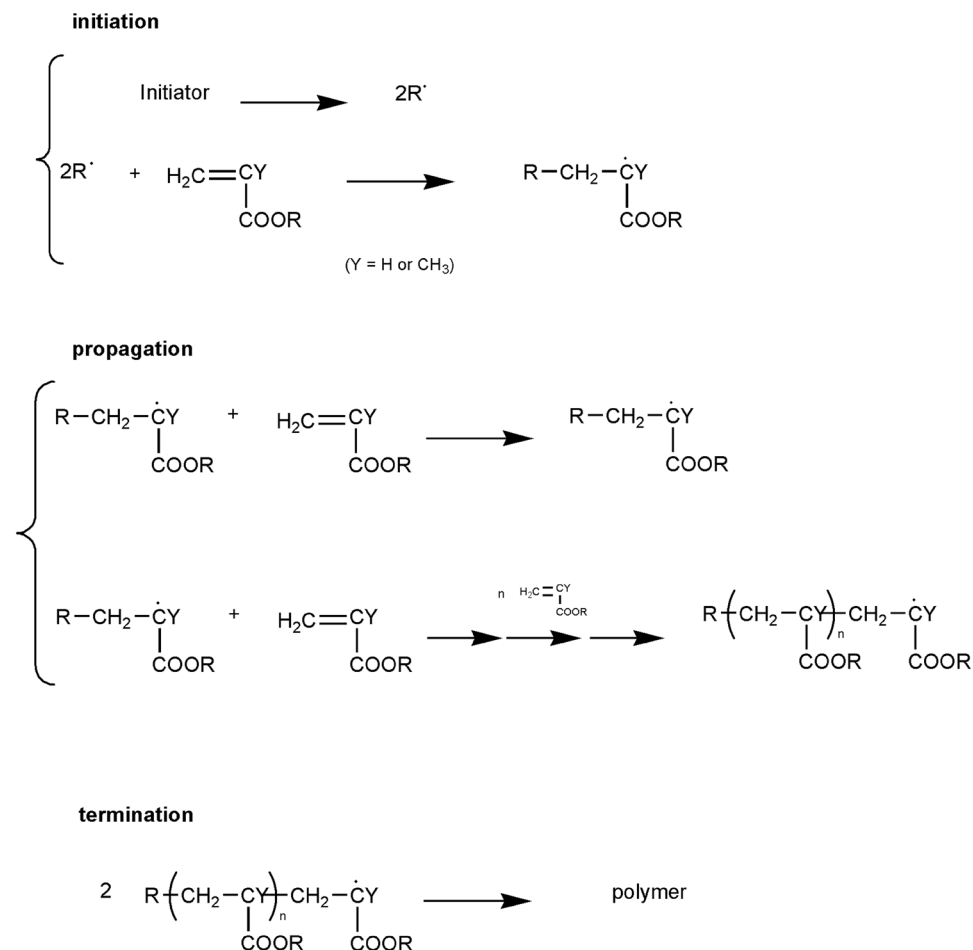 initiation
Initiator 2R˙
2R˙ + H₂C=CY R−CH₂−ĊY
COOR COOR
(Y = H or CH₃)
propagation
R−CH₂−ĊY + H₂C=CY R−CH₂−ĊY
COOR COOR COOR
n H₂C=CY
COOR
R−CH₂−ĊY + H₂C=CY R−(CH₂−CY)n−CH₂−ĊY
COOR COOR COOR COOR
termination
2 R−(CH₂−CY)n−CH₂−ĊY polymer
COOR COOR